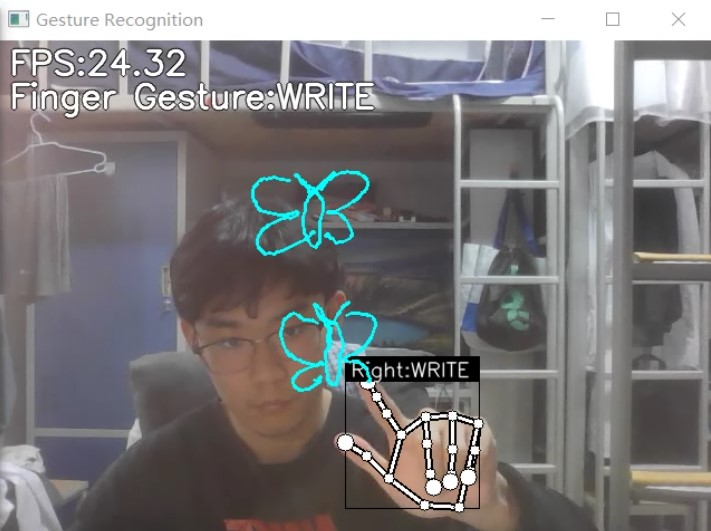 Gesture Recognition
FPS:24.32
Finger Gesture:WRITE
Right:WRITE